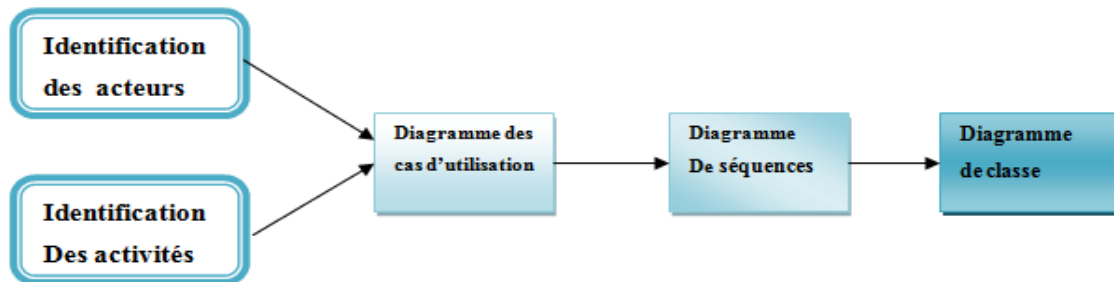 Identification
des acteurs
Identification
Des activités
Diagramme des
cas d'utilisation
Diagramme
De séquences
Diagramme
de classe